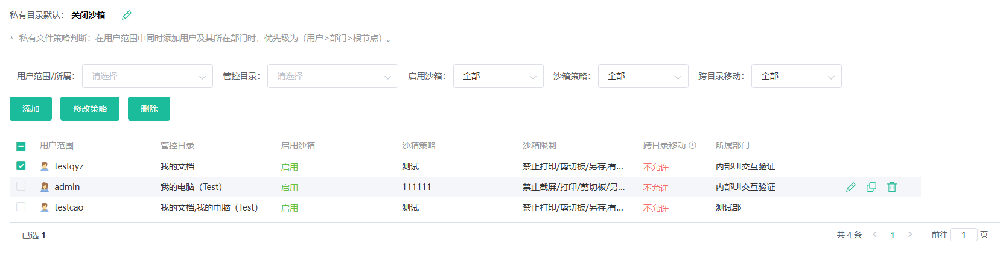 私有目录默认： 关闭沙箱
* 私有文件策略判断：在用户范围中同时添加用户及其所在部门时，优先级为（用户>部门>根节点）。
用户范围/所属： 请选择 管控目录： 请选择 启用沙箱： 全部 沙箱策略： 全部 跨目录移动： 全部
添加 修改策略 删除
用户范围 管控目录 启用沙箱 沙箱策略 沙箱限制 跨目录移动 所属部门
testqyz 我的文档 启用 测试 禁止打印/剪切板/另存,有... 不允许 内部UI交互验证
admin 我的电脑（Test） 启用 111111 禁止截屏/打印/剪切板/另... 不允许 内部UI交互验证
testcao 我的文档,我的电脑（Test） 启用 测试 禁止打印/剪切板/另存,有... 不允许 测试部
已选 1 共 4 条 1 前往 1 页